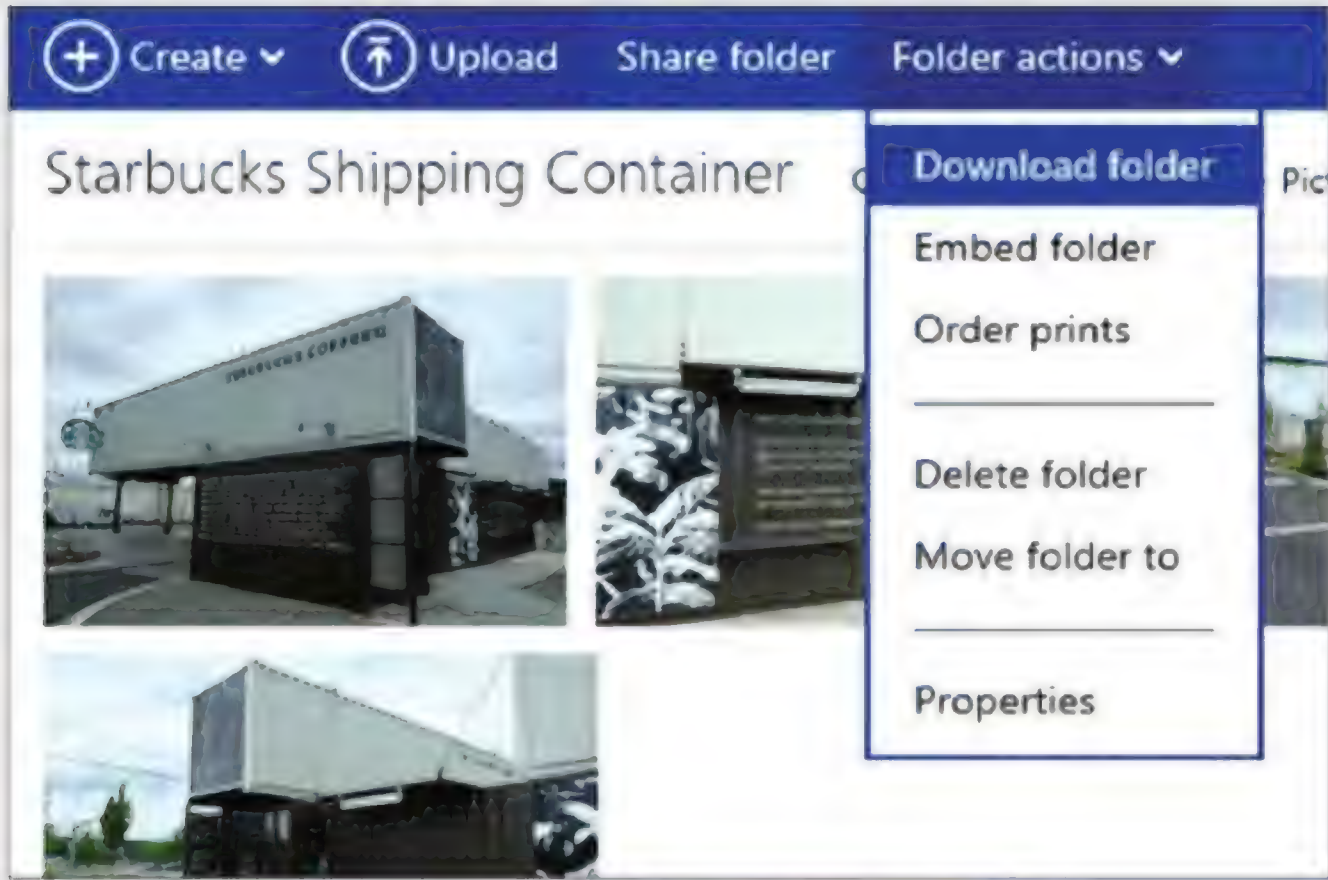 Create Upload Share folder Folder actions
Starbucks Shipping Container
Download folder
Embed folder
Order prints
Delete folder
Move folder to
Properties